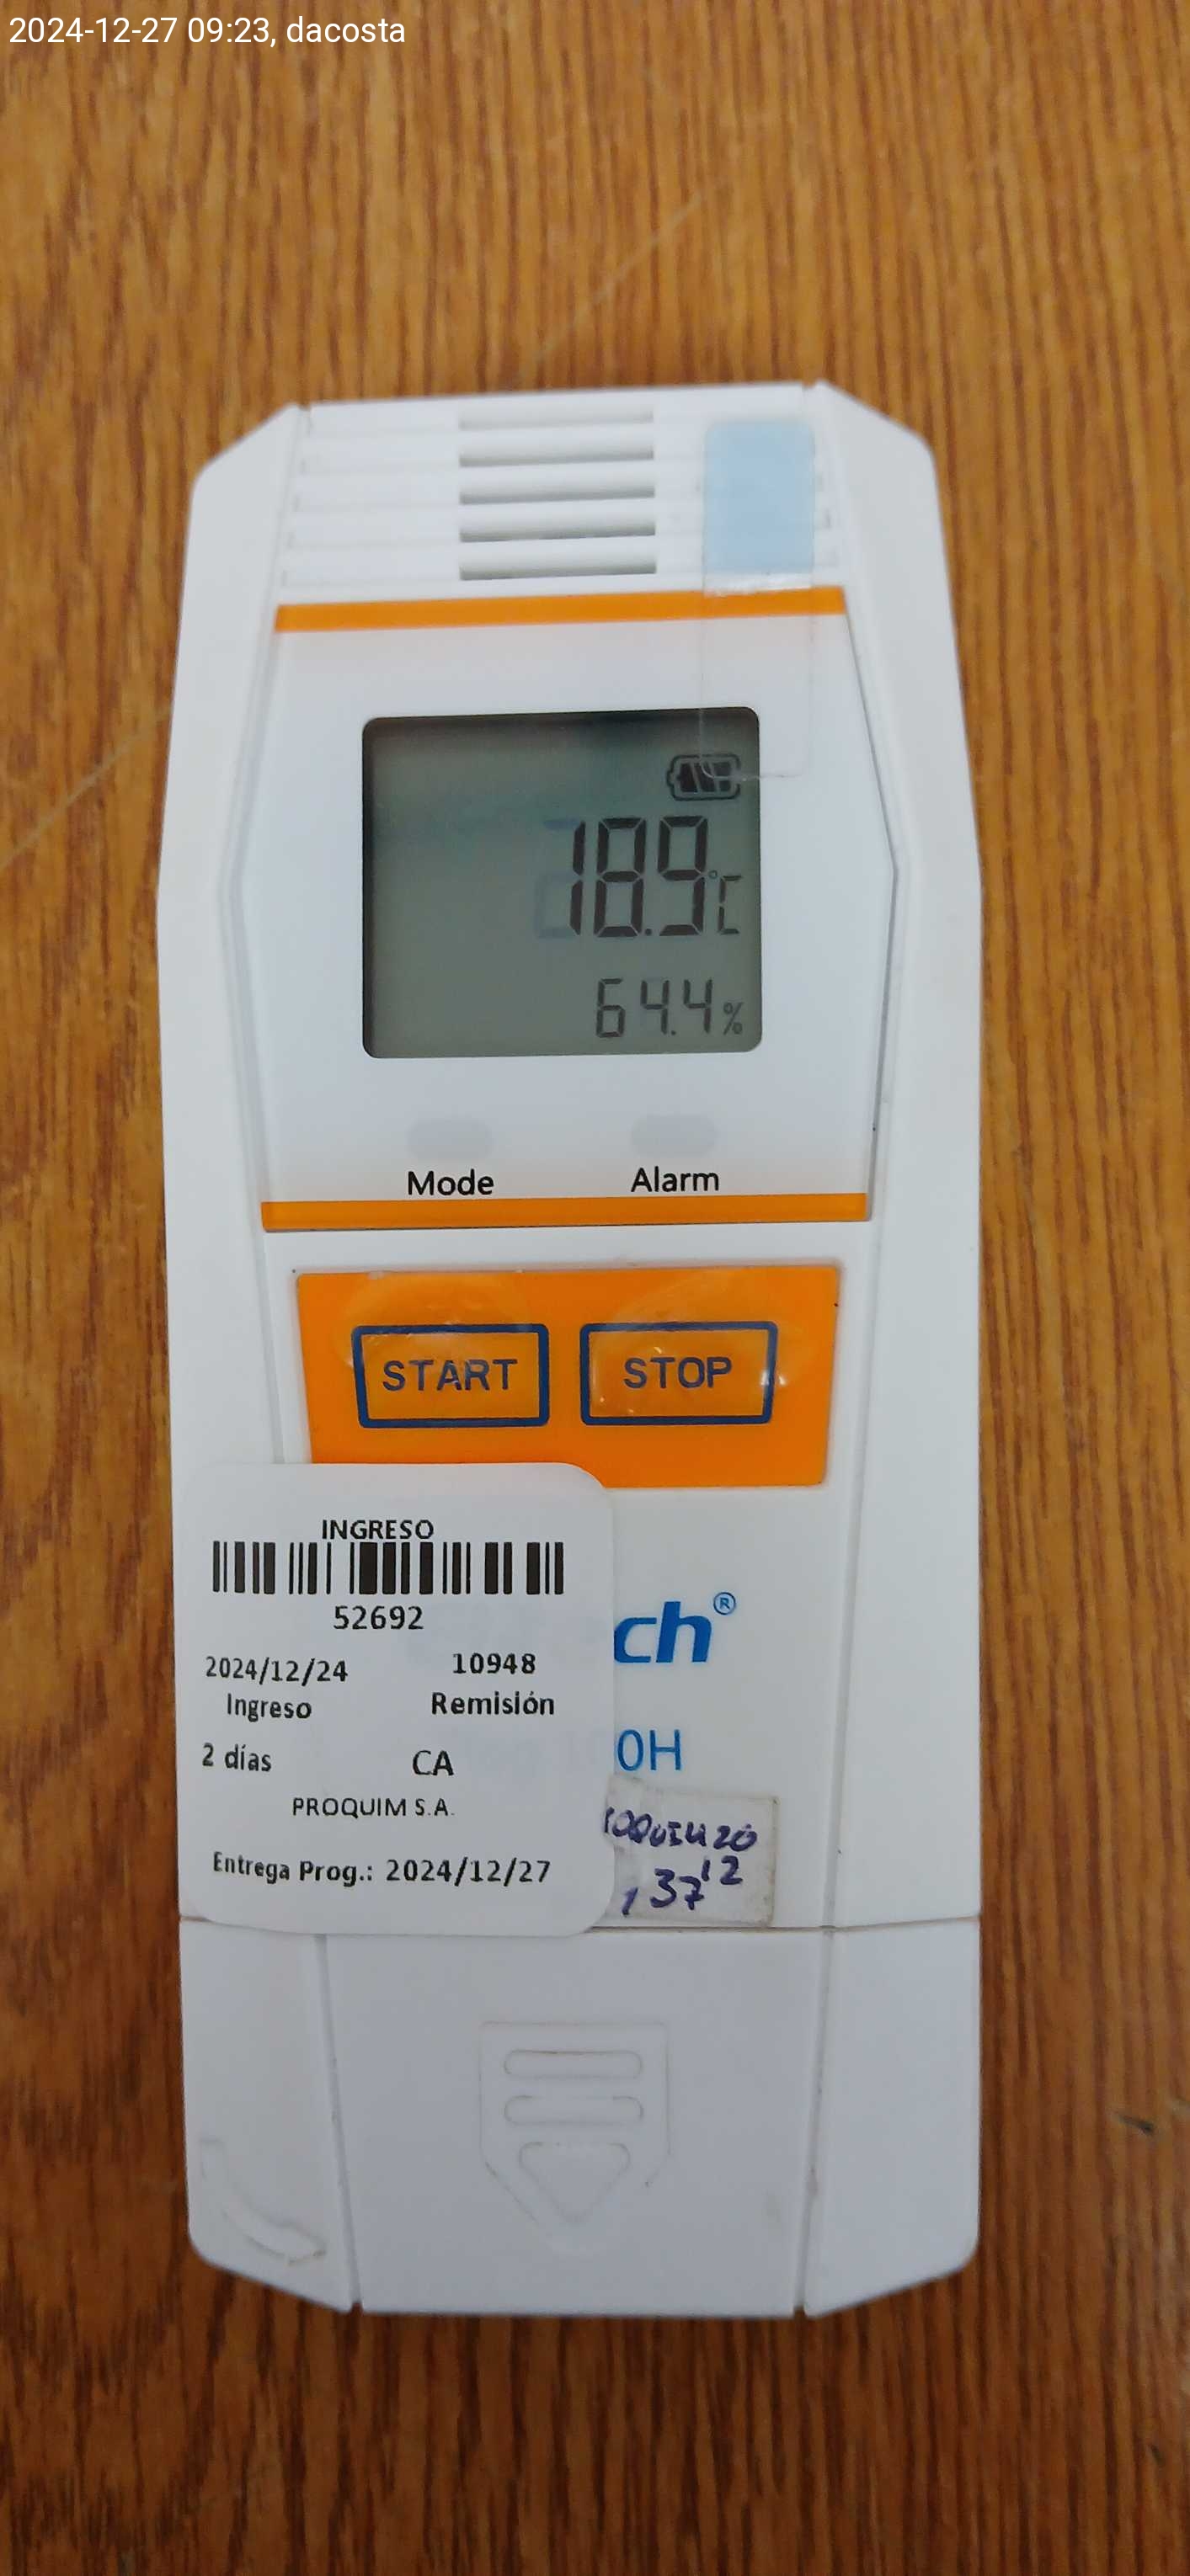 2024-12-27 09:23, dacosta
18.9°C
64.4%
Mode Alarm
START STOP
INGRESO
52692
2024/12/24 10948
Ingreso Remisión
2 días CA
PROQUIM S.A.
Entrega Prog.: 2024/12/27
ch®
0H